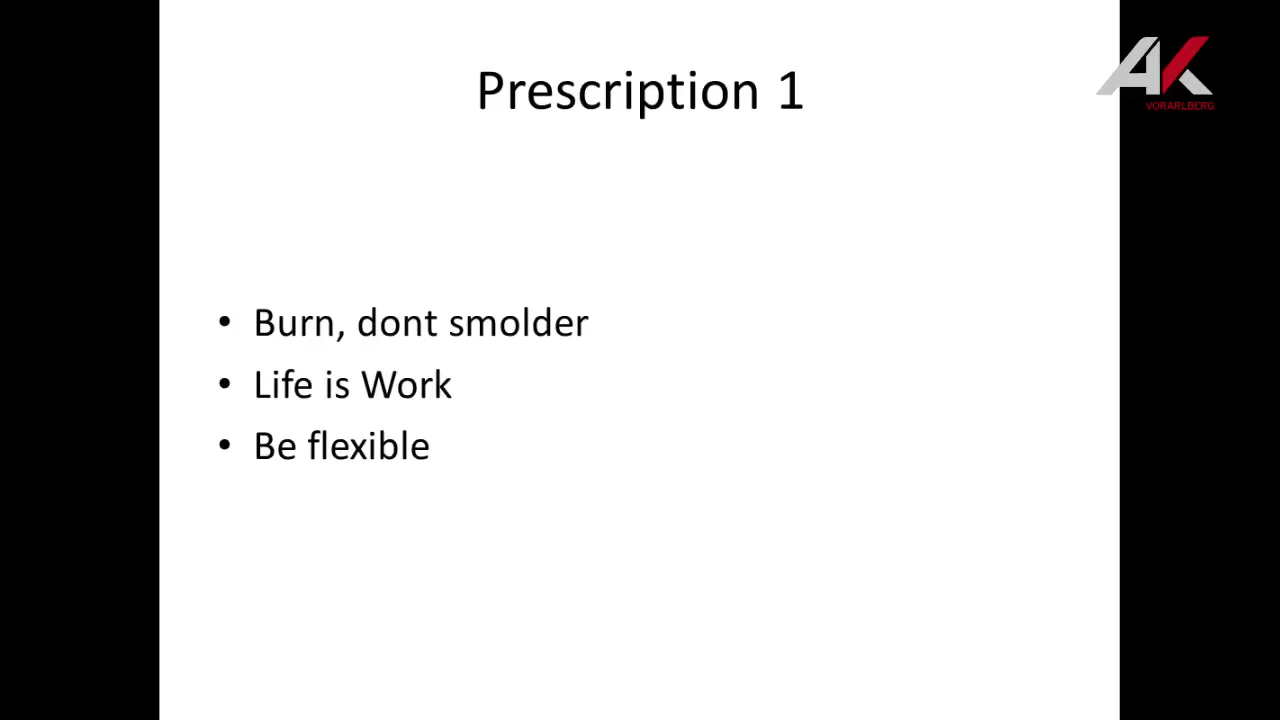 Prescription 1
AK
VORARLBERG
• Burn, dont smolder
• Life is Work
• Be flexible